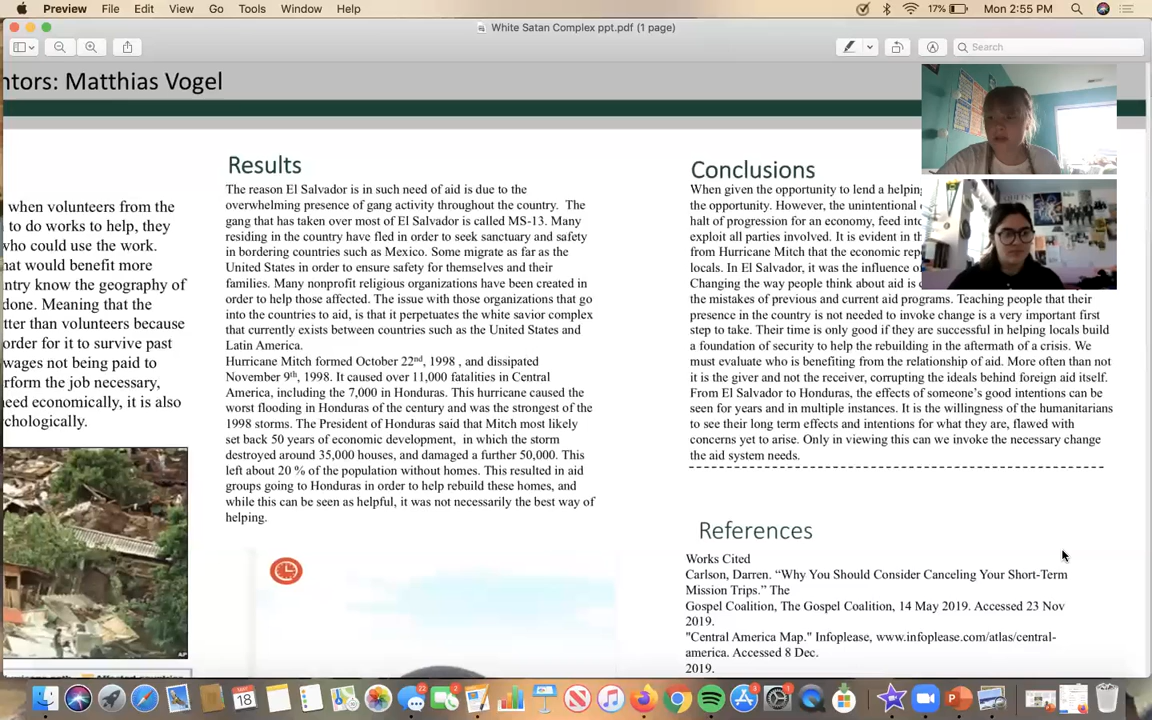 Preview File Edit View Go Tools Window Help
17% Mon 2:55 PM
White Satan Complex ppt.pdf (1 page)
Search
ntors: Matthias Vogel
when volunteers from the
to do works to help, they
who could use the work.
hat would benefit more
ntry know the geography of
done. Meaning that the
tter than volunteers because
order for it to survive past
wages not being paid to
rform the job necessary,
need economically, it is also
chologically.
Results
The reason El Salvador is in such need of aid is due to the
overwhelming presence of gang activity throughout the country. The
gang that has taken over most of El Salvador is called MS-13. Many
residing in the country have fled in order to seek sanctuary and safety
in bordering countries such as Mexico. Some migrate as far as the
United States in order to ensure safety for themselves and their
families. Many nonprofit religious organizations have been created in
order to help those affected. The issue with those organizations that go
into the countries to aid, is that it perpetuates the white savior complex
that currently exists between countries such as the United States and
Latin America.
Hurricane Mitch formed October 22nd, 1998 , and dissipated
November 9th, 1998. It caused over 11,000 fatalities in Central
America, including the 7,000 in Honduras. This hurricane caused the
worst flooding in Honduras of the century and was the strongest of the
1998 storms. The President of Honduras said that Mitch most likely
set back 50 years of economic development, in which the storm
destroyed around 35,000 houses, and damaged a further 50,000. This
left about 20 % of the population without homes. This resulted in aid
groups going to Honduras in order to help rebuild these homes, and
while this can be seen as helpful, it was not necessarily the best way of
helping.
Conclusions
When given the opportunity to lend a helping
the opportunity. However, the unintentional
halt of progression for an economy, feed into
exploit all parties involved. It is evident in th
from Hurricane Mitch that the economic rep
locals. In El Salvador, it was the influence of
Changing the way people think about aid is
the mistakes of previous and current aid programs. Teaching people that their
presence in the country is not needed to invoke change is a very important first
step to take. Their time is only good if they are successful in helping locals build
a foundation of security to help the rebuilding in the aftermath of a crisis. We
must evaluate who is benefiting from the relationship of aid. More often than not
it is the giver and not the receiver, corrupting the ideals behind foreign aid itself.
From El Salvador to Honduras, the effects of someone's good intentions can be
seen for years and in multiple instances. It is the willingness of the humanitarians
to see their long term effects and intentions for what they are, flawed with
concerns yet to arise. Only in viewing this can we invoke the necessary change
the aid system needs.
References
Works Cited
Carlson, Darren. “Why You Should Consider Canceling Your Short-Term
Mission Trips.” The
Gospel Coalition, The Gospel Coalition, 14 May 2019. Accessed 23 Nov
2019.
"Central America Map." Infoplease, www.infoplease.com/atlas/central-
america. Accessed 8 Dec.
2019.